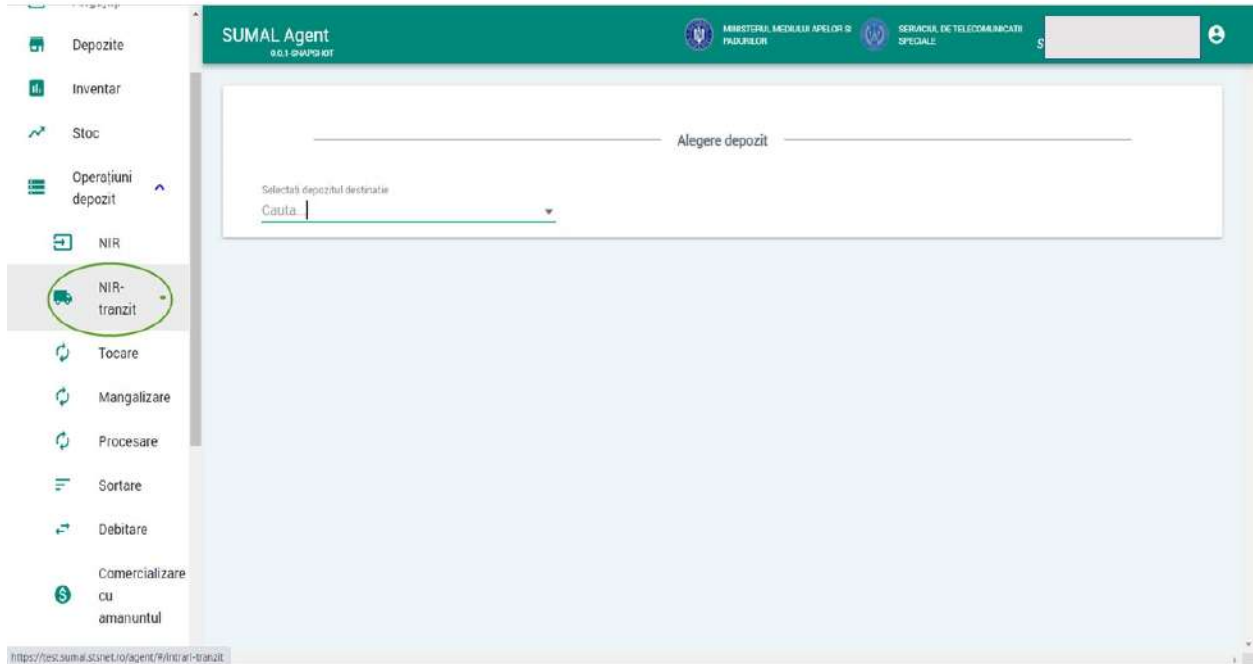 Depozite
Inventar
Stoc
Operațiuni
depozit
NIR
NIR-
tranzit
Tocare
Mangalizare
Procesare
Sortare
Debitare
Comercializare
cu
amanuntul
SUMAL Agent
0.0.1-SNAPSHOT
MINISTERUL MEDIULUI APELOR SI
PADURILOR
SERVICIUL DE TELECOMUNICATII
SPECIALE
S
Alegere depozit
Selectați depozitul destinatie
Cauta...
https://test.sumal.stsnet.ro/agent/#/intrari-tranzit